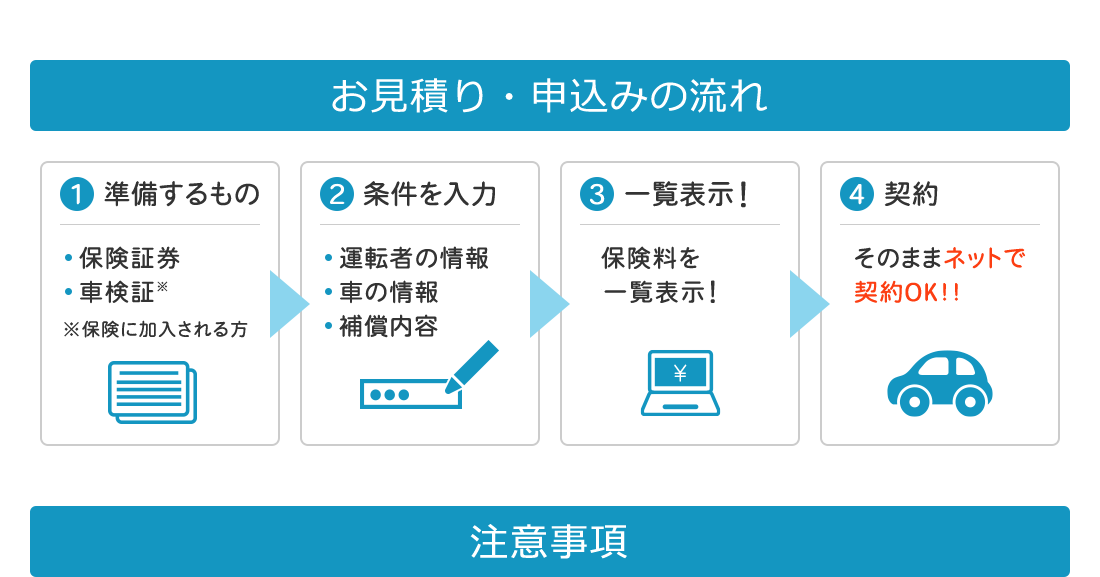 お見積り・申込みの流れ
1 準備するもの
・保険証券
・車検証※
※保険に加入される方
2 条件を入力
・運転者の情報
・車の情報
・補償内容
3 一覧表示！
保険料を
一覧表示！
¥
4 契約
そのままネットで
契約OK！！
注意事項